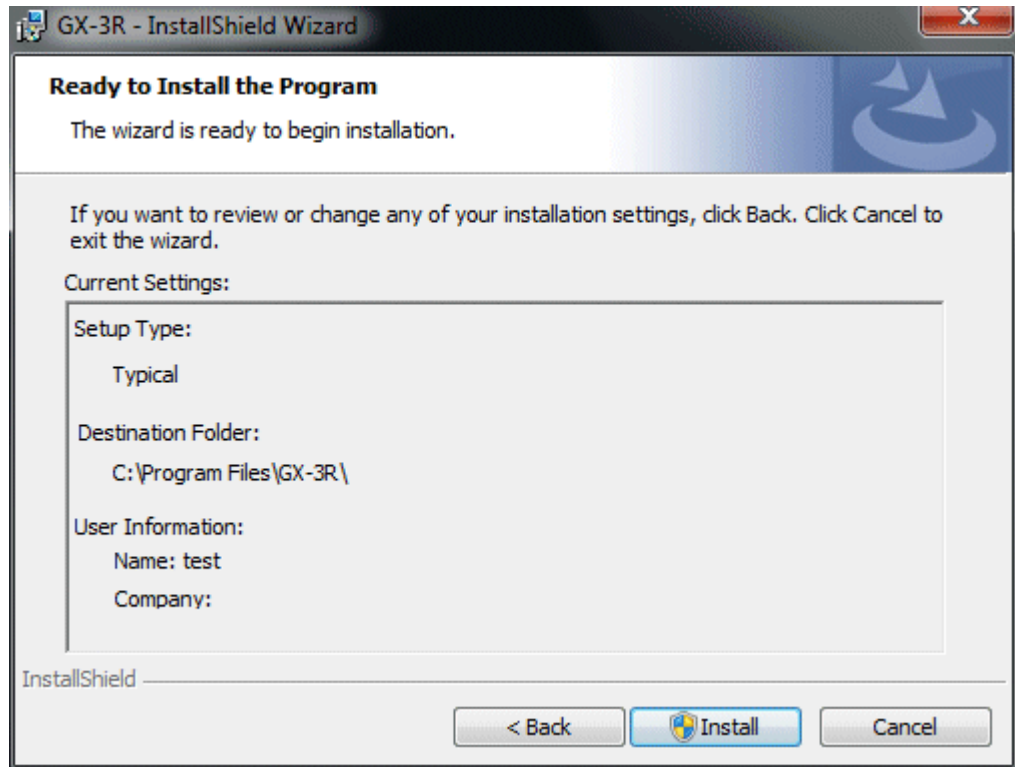 GX-3R - InstallShield Wizard
Ready to Install the Program
The wizard is ready to begin installation.
If you want to review or change any of your installation settings, click Back. Click Cancel to
exit the wizard.
Current Settings:
Setup Type:
Typical
Destination Folder:
C:\Program Files\GX-3R\
User Information:
Name: test
Company:
InstallShield
< Back
Install
Cancel